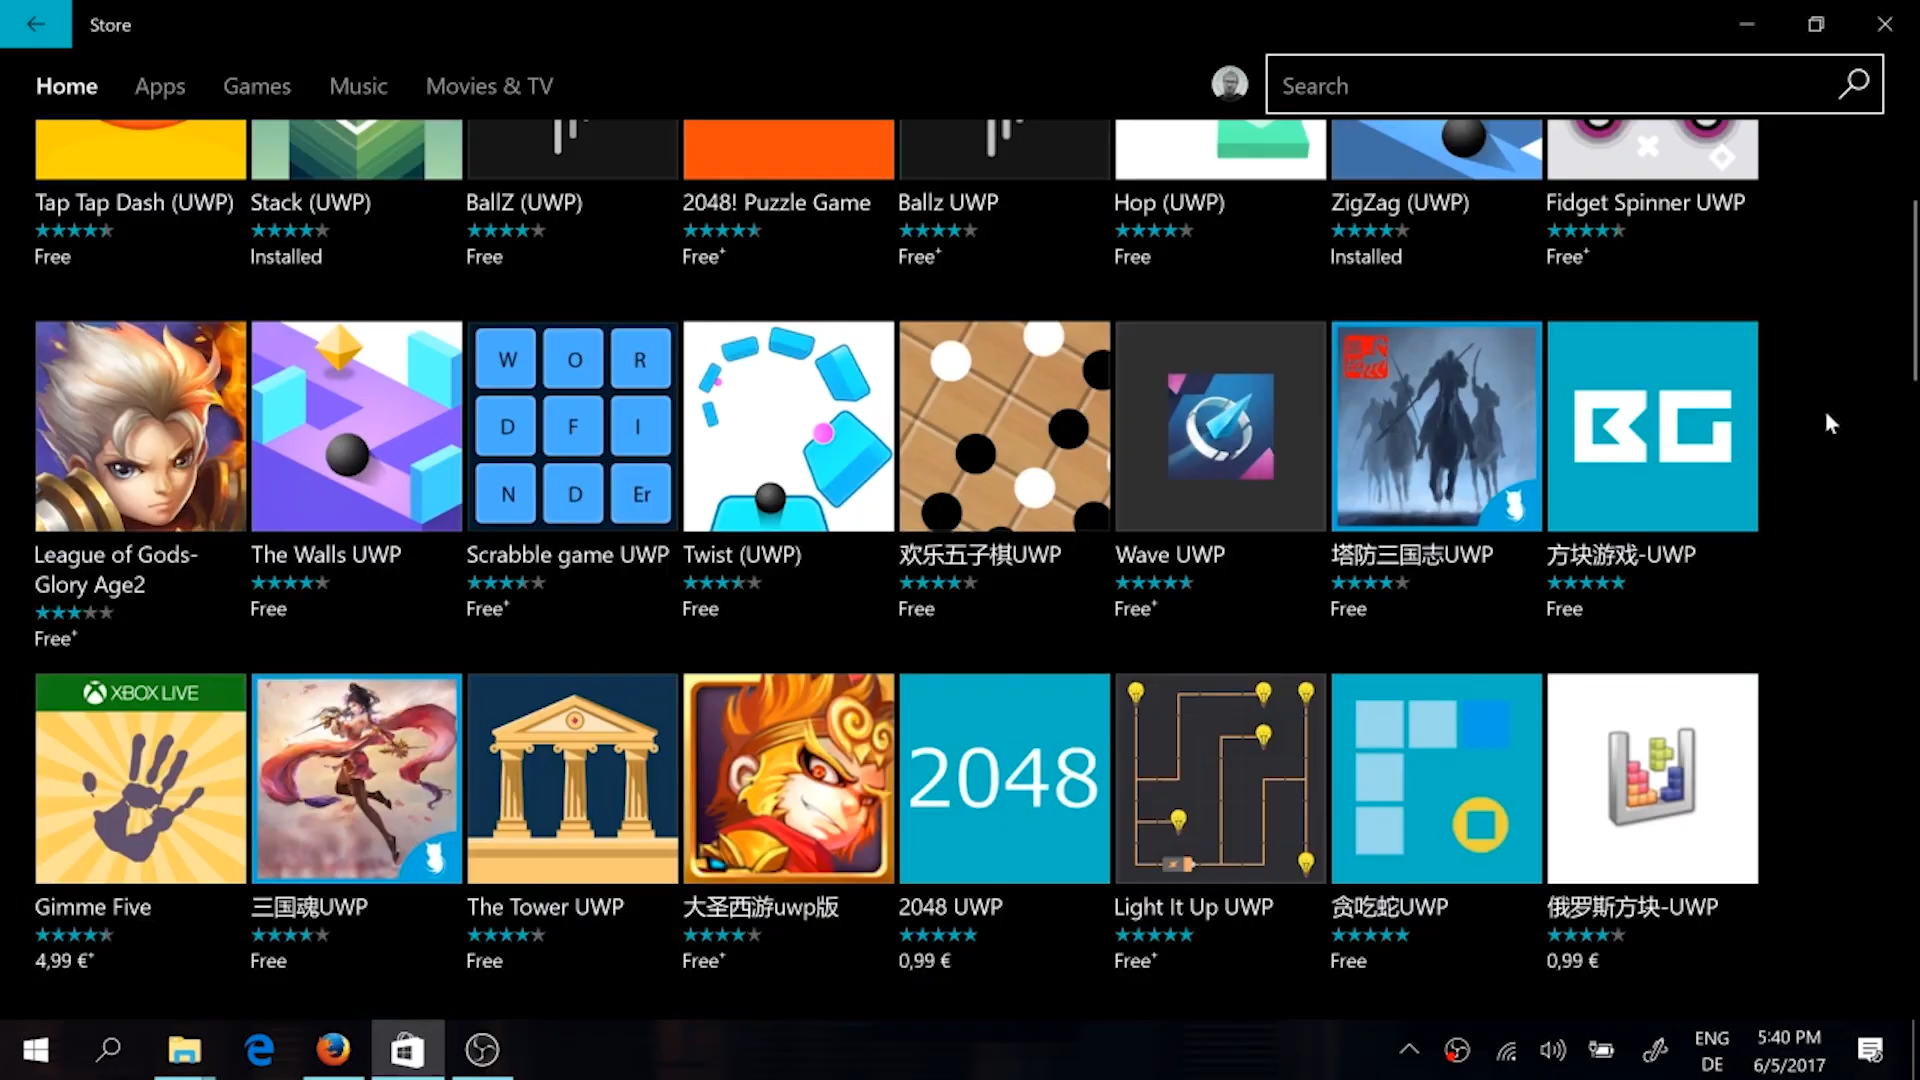 Store
Home Apps Games Music Movies & TV
Search
Tap Tap Dash (UWP) Stack (UWP) BallZ (UWP) 2048! Puzzle Game Ballz UWP Hop (UWP) ZigZag (UWP) Fidget Spinner UWP
Free Installed Free Free⁺ Free⁺ Free Installed Free⁺
W O R
D F I
N D Er
BG
League of Gods- The Walls UWP Scrabble game UWP Twist (UWP) 欢乐五子棋UWP Wave UWP 塔防三国志UWP 方块游戏-UWP
Glory Age2
Free Free⁺ Free Free Free⁺ Free Free
Free⁺
XBOX LIVE
2048
Gimme Five 三国魂UWP The Tower UWP 大圣西游uwp版 2048 UWP Light It Up UWP 贪吃蛇UWP 俄罗斯方块-UWP
4,99 €⁺ Free Free Free⁺ 0,99 € Free⁺ Free 0,99 €
ENG 5:40 PM
DE 6/5/2017